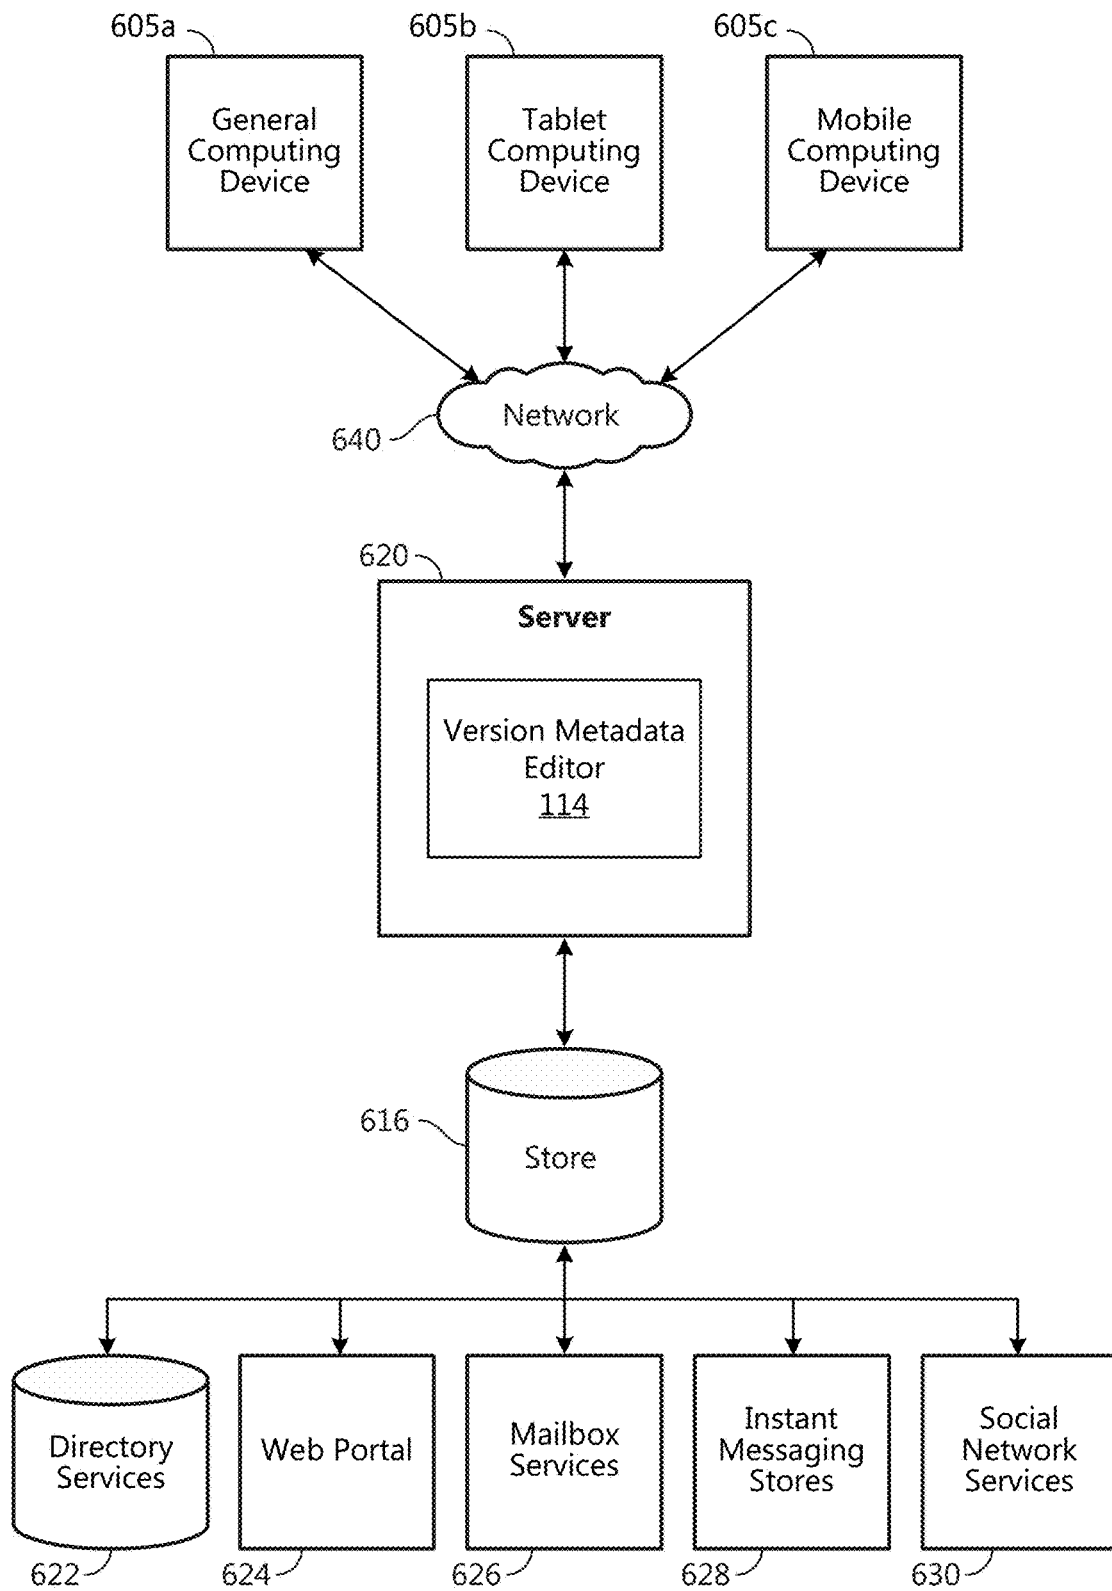 605a
605b
605c
General
Computing
Device
Tablet
Computing
Device
Mobile
Computing
Device
Network
640
620
Server
Version Metadata
Editor
114
616
Store
Directory
Services
Web Portal
Mailbox
Services
Instant
Messaging
Stores
Social
Network
Services
622
624
626
628
630